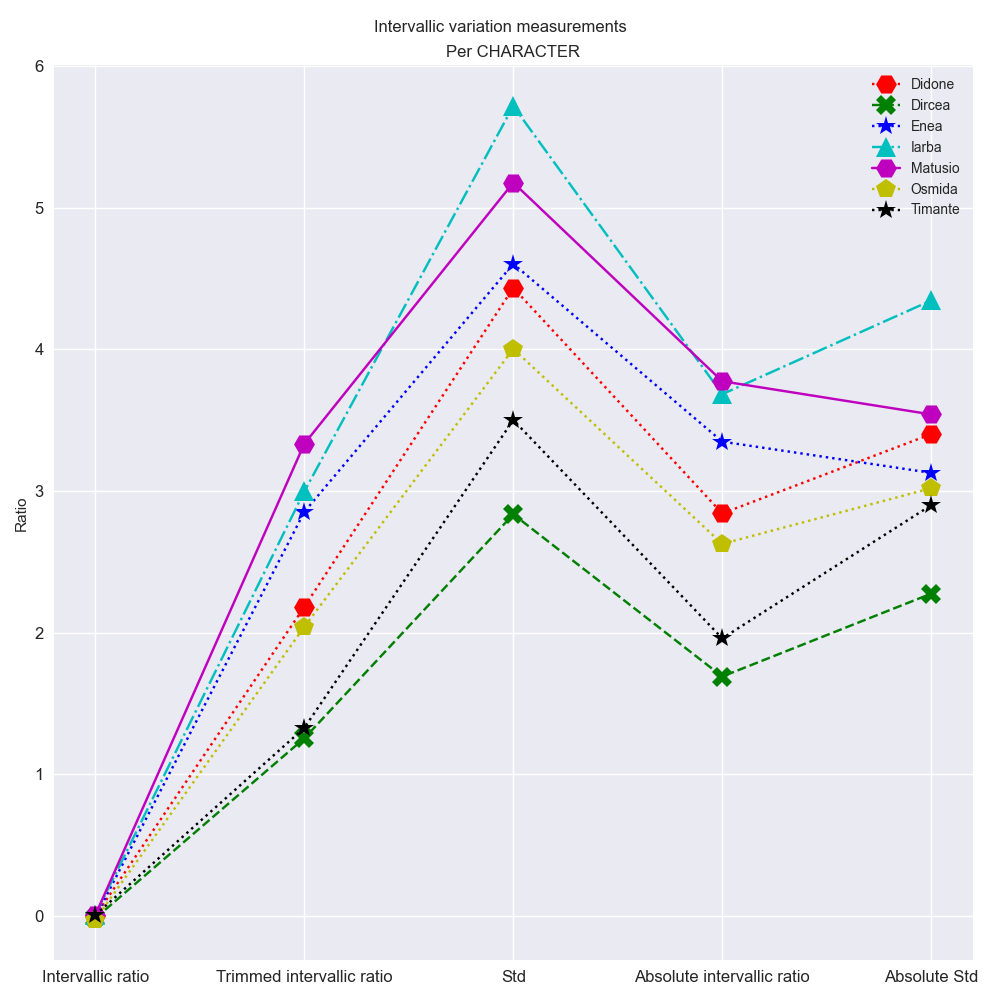 Intervallic variation measurements
Per CHARACTER
6
5
4
3
2
1
0
Ratio
Didone
Dircea
Enea
Iarba
Matusio
Osmida
Timante
Intervallic ratio
Trimmed intervallic ratio
Std
Absolute intervallic ratio
Absolute Std